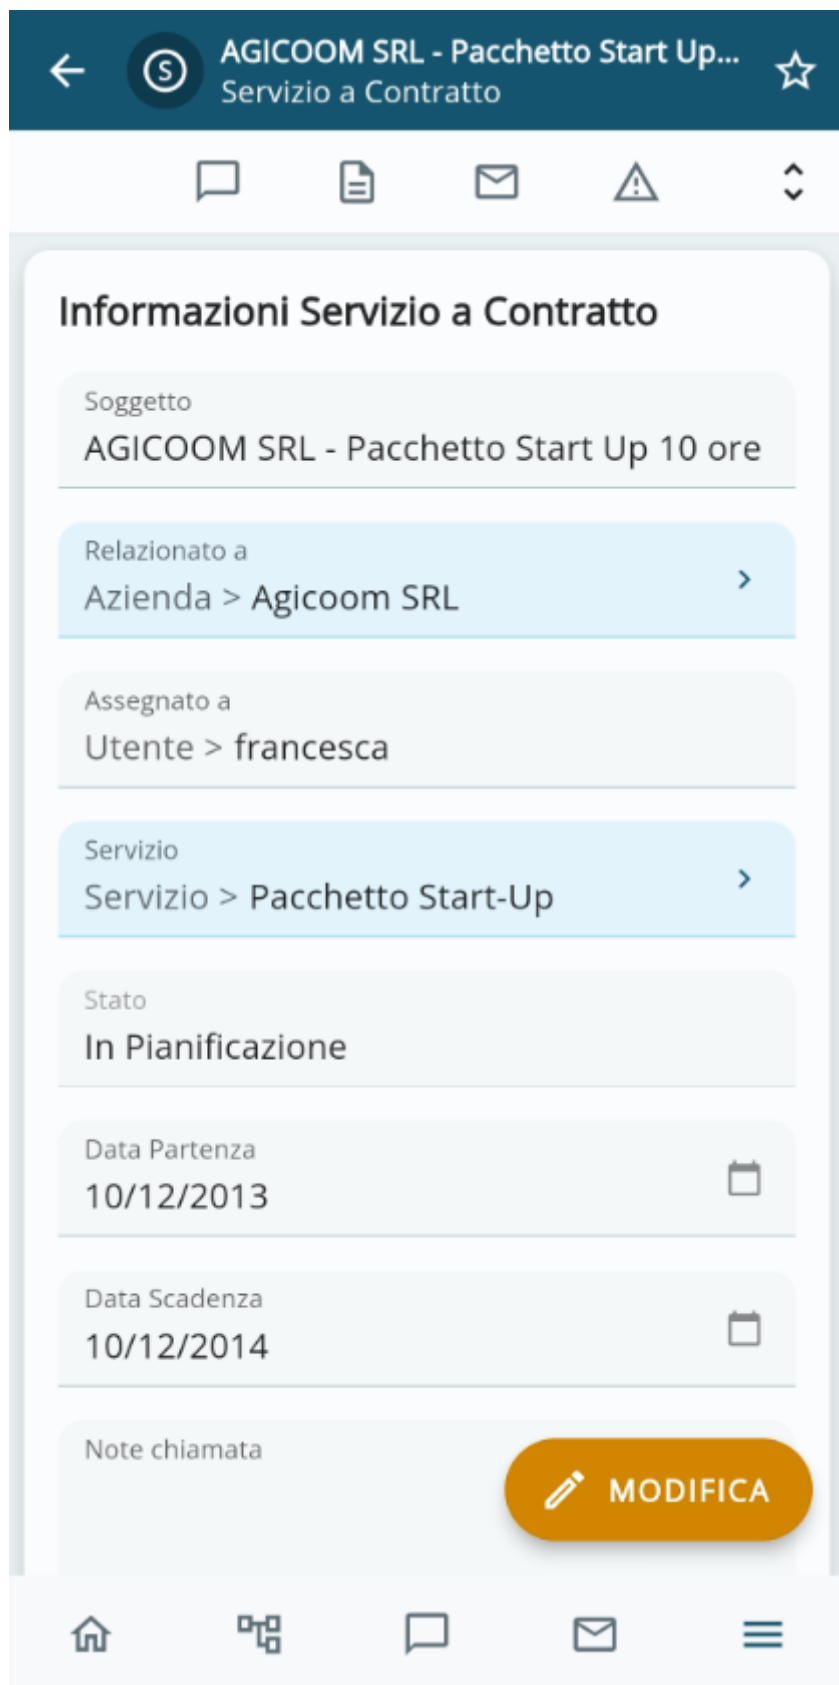 AGICOOM SRL - Pacchetto Start Up...
Servizio a Contratto
Informazioni Servizio a Contratto
Soggetto
AGICOOM SRL - Pacchetto Start Up 10 ore
Relazionato a
Azienda > Agicoom SRL
Assegnato a
Utente > francesca
Servizio
Servizio > Pacchetto Start-Up
Stato
In Pianificazione
Data Partenza
10/12/2013
Data Scadenza
10/12/2014
Note chiamata
MODIFICA